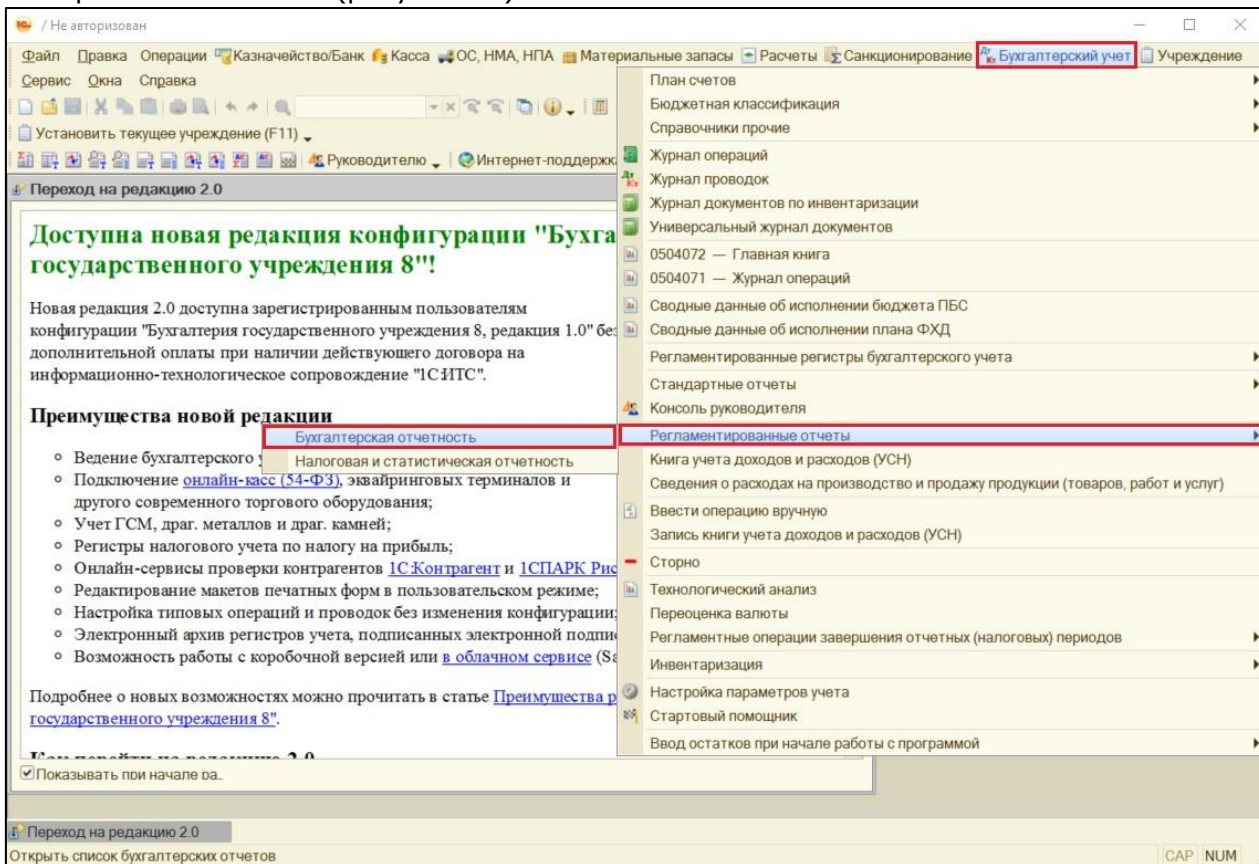 / Не авторизован
Файл Правка Операции Казначейство/Банк Касса ОС, НМА, НПА Материальные запасы Расчеты Санкционирование Бухгалтерский учет Учреждение
Сервис Окна Справка
Установить текущее учреждение (F11)
Руководителю Интернет-поддержк
Переход на редакцию 2.0
Доступна новая редакция конфигурации "Бухга
государственного учреждения 8"!
Новая редакция 2.0 доступна зарегистрированным пользователям
конфигурации "Бухгалтерия государственного учреждения 8, редакция 1.0" без
дополнительной оплаты при наличии действующего договора на
информационно-технологическое сопровождение "1С:ИТС".
Преимущества новой редакции
Ведение бухгалтерского
Подключение онлайн-касс (54-ФЗ), эквайринговых терминалов и
другого современного торгового оборудования;
Учет ГСМ, драг. металлов и драг. камней;
Регистры налогового учета по налогу на прибыль;
Онлайн-сервисы проверки контрагентов 1С:Контрагент и 1СПАРК Рис
Редактирование макетов печатных форм в пользовательском режиме;
Настройка типовых операций и проводок без изменения конфигурации;
Электронный архив регистров учета, подписанных электронной подпис
Возможность работы с коробочной версией или в облачном сервисе (Sa
Подробнее о новых возможностях можно прочитать в статье Преимущества р
государственного учреждения 8".
Показывать при начале ра..
План счетов
Бюджетная классификация
Справочники прочие
Журнал операций
Журнал проводок
Журнал документов по инвентаризации
Универсальный журнал документов
0504072 — Главная книга
0504071 — Журнал операций
Сводные данные об исполнении бюджета ПБС
Сводные данные об исполнении плана ФХД
Регламентированные регистры бухгалтерского учета
Стандартные отчеты
Консоль руководителя
Регламентированные отчеты
Бухгалтерская отчетность
Налоговая и статистическая отчетность
Книга учета доходов и расходов (УСН)
Сведения о расходах на производство и продажу продукции (товаров, работ и услуг)
Ввести операцию вручную
Запись книги учета доходов и расходов (УСН)
Сторно
Технологический анализ
Переоценка валюты
Регламентные операции завершения отчетных (налоговых) периодов
Инвентаризация
Настройка параметров учета
Стартовый помощник
Ввод остатков при начале работы с программой
Переход на редакцию 2.0
Открыть список бухгалтерских отчетов
CAP NUM